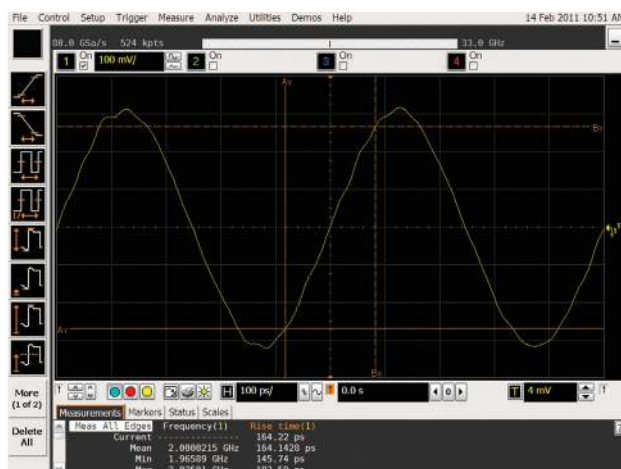 File Control Setup Trigger Measure Analyze Utilities Demos Help 14 Feb 2011 10:51 AM
80.0 GSa/s 524 kpts 33.0 GHz
1 On 100 mV/ 2 On 3 On 4 On
Ax
By
Ay
Bx
More
(1 of 2)
Delete
All
H 100 ps/ 0.0 s 0 T 4 mV
Measurements Markers Status Scales
Meas All Edges Frequency(1) Rise time(1)
Current -------------- 164.22 ps
Mean 2.0000215 GHz 164.1420 ps
Min 1.96589 GHz 145.74 ps